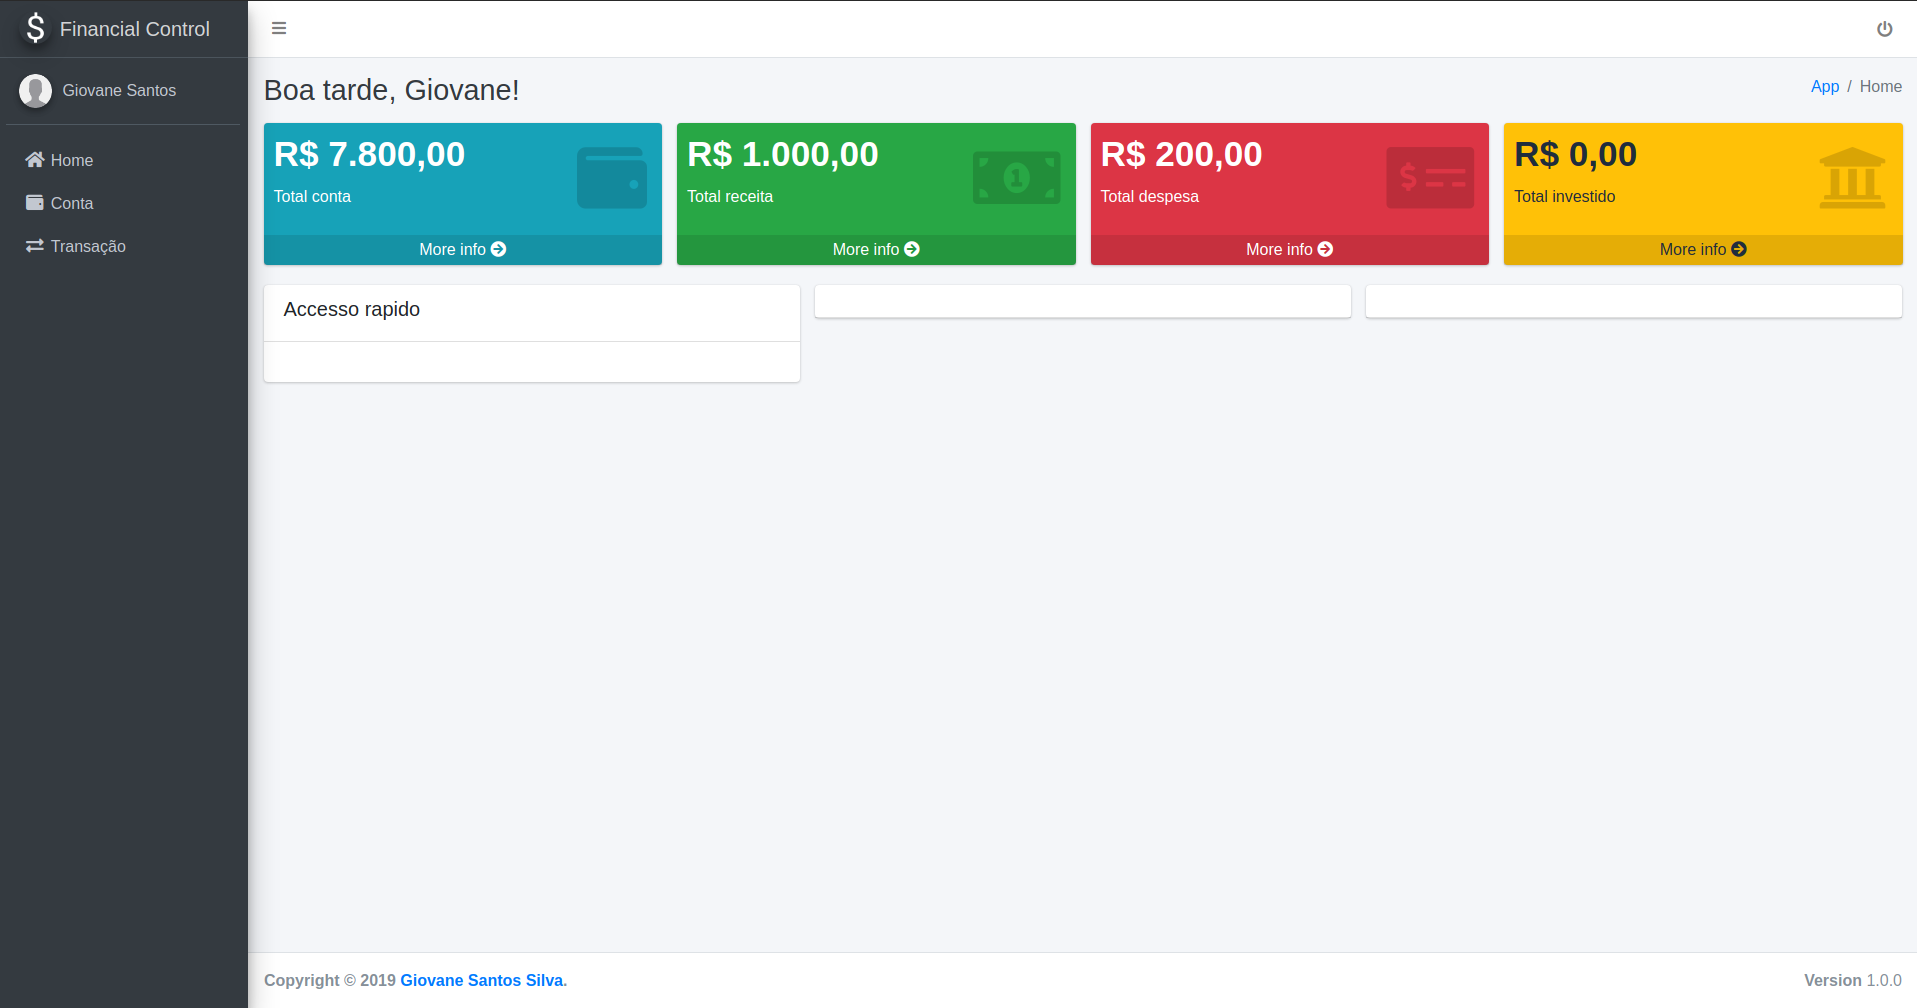 Financial Control
Giovane Santos
Home
Conta
Transação
Boa tarde, Giovane!
App / Home
R$ 7.800,00
Total conta
More info
R$ 1.000,00
Total receita
More info
R$ 200,00
Total despesa
More info
R$ 0,00
Total investido
More info
Accesso rapido
Copyright © 2019 Giovane Santos Silva.
Version 1.0.0